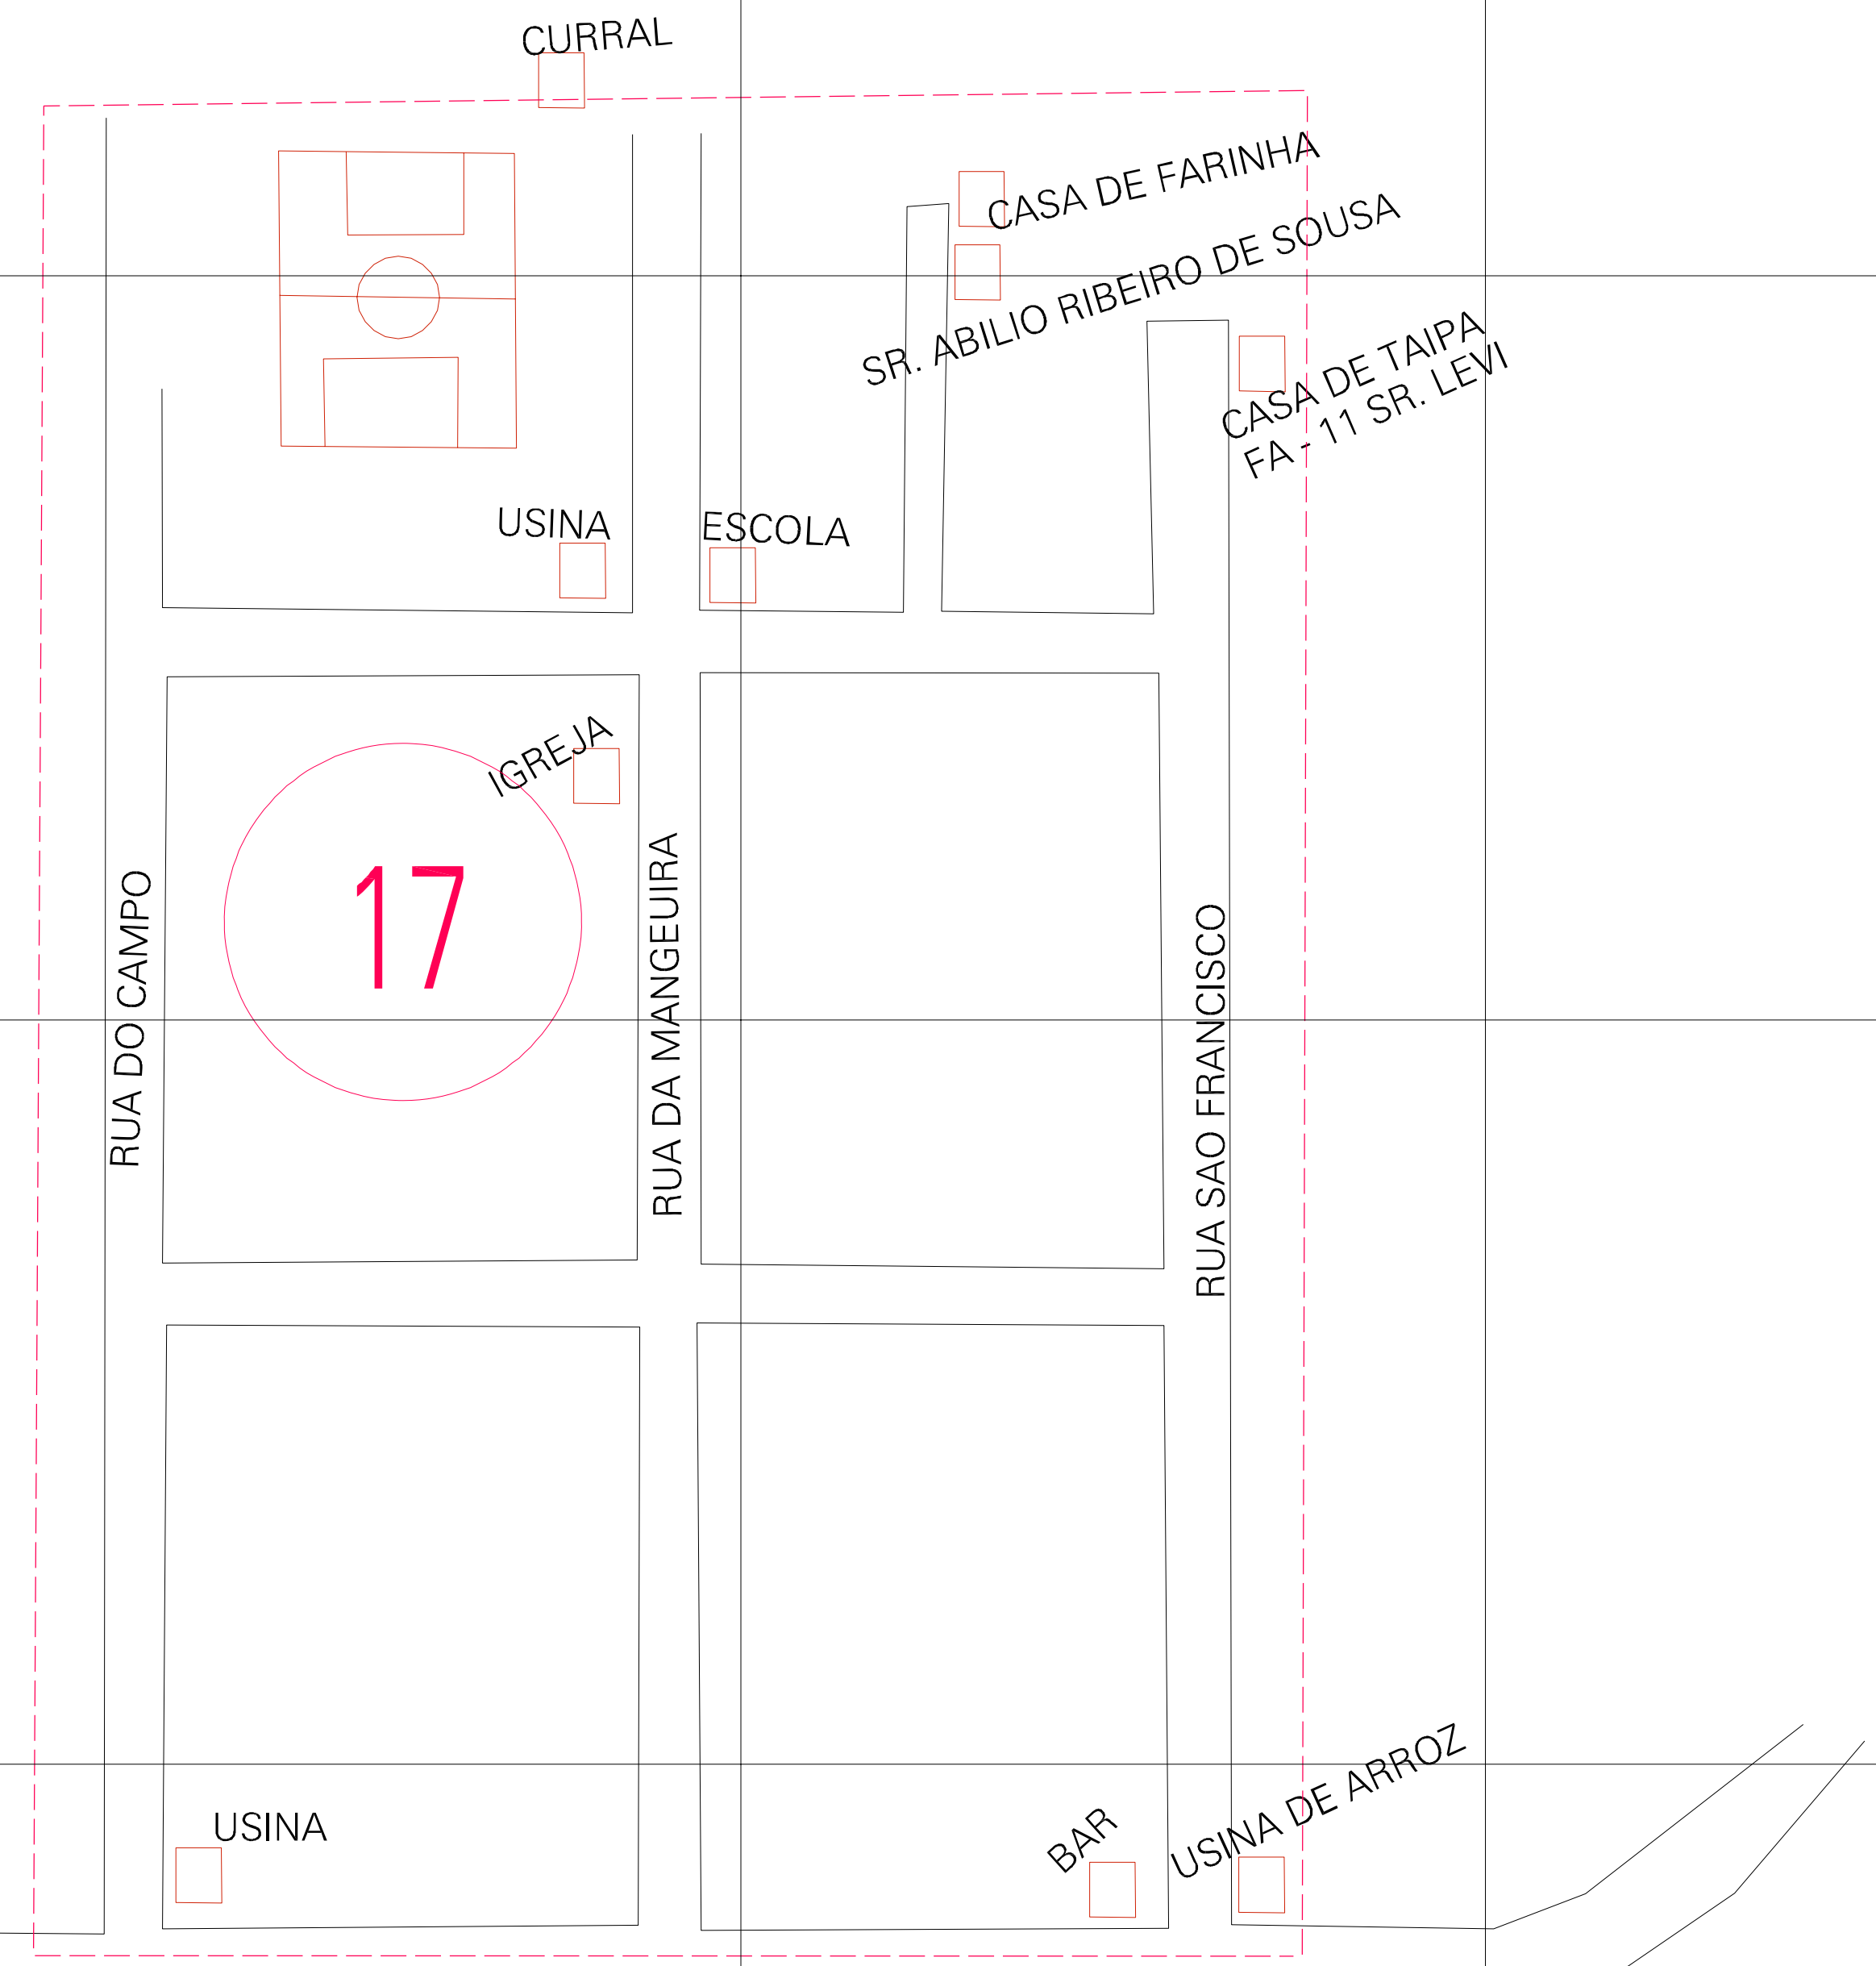 CURRAL
CASA DE FARINHA
SR. ABILIO RIBEIRO DE SOUSA
CASA DE TAIPA
FA - 11 SR. LEVI
USINA
ESCOLA
IGREJA
17
RUA DO CAMPO
RUA DA MANGEUIRA
RUA SAO FRANCISCO
USINA
BAR
USINA DE ARROZ